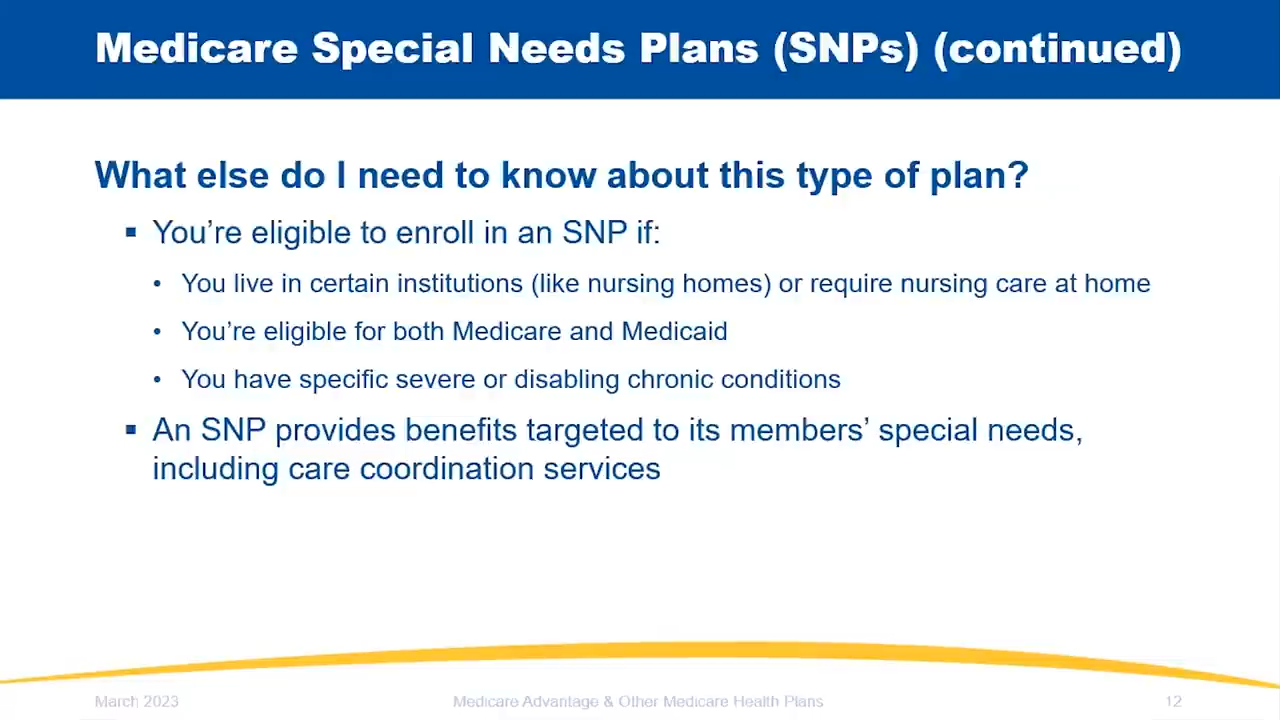 Medicare Special Needs Plans (SNPs) (continued)
What else do I need to know about this type of plan?
▪ You’re eligible to enroll in an SNP if:
• You live in certain institutions (like nursing homes) or require nursing care at home
• You’re eligible for both Medicare and Medicaid
• You have specific severe or disabling chronic conditions
▪ An SNP provides benefits targeted to its members’ special needs,
including care coordination services
March 2023
Medicare Advantage & Other Medicare Health Plans
12